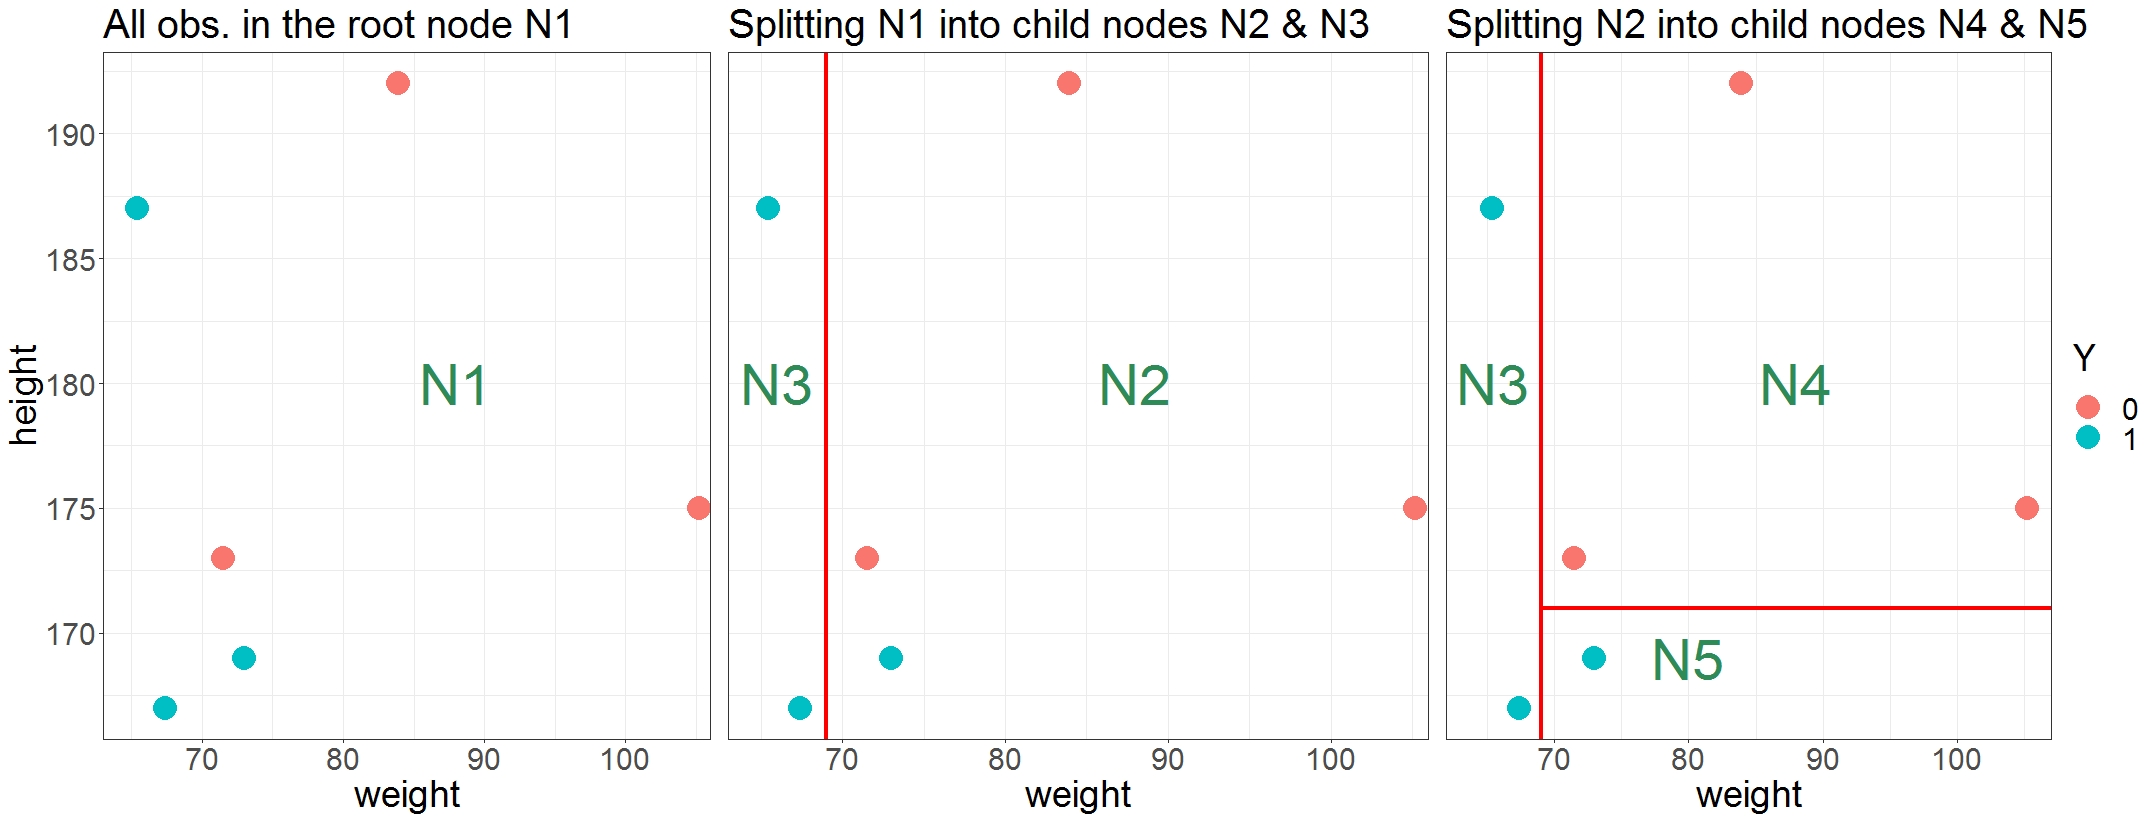 All obs. in the root node N1
Splitting N1 into child nodes N2 & N3
Splitting N2 into child nodes N4 & N5
height
190
185
180
175
170
N1
N3
N2
N3
N4
N5
70 80 90 100
70 80 90 100
70 80 90 100
weight
weight
weight
Y
0
1